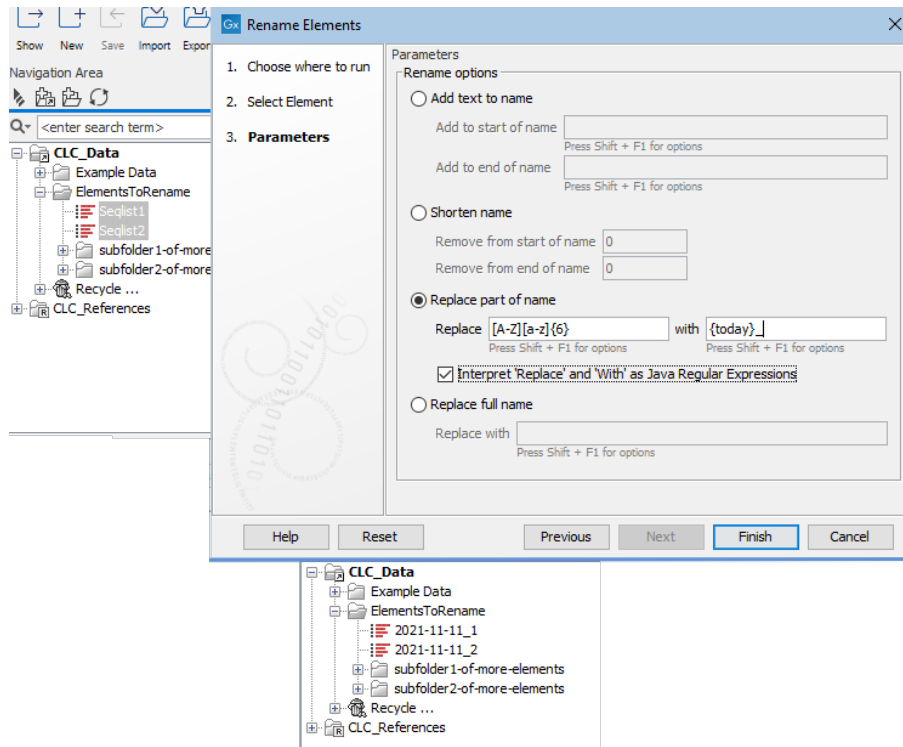 Show New Save Import Expor
Navigation Area
<enter search term>
CLC_Data
Example Data
ElementsToRename
Seqlist1
Seqlist2
subfolder1-of-more
subfolder2-of-more
Recycle ...
CLC_References
Gx Rename Elements
1. Choose where to run
2. Select Element
3. Parameters
Parameters
Rename options
Add text to name
Add to start of name
Press Shift + F1 for options
Add to end of name
Press Shift + F1 for options
Shorten name
Remove from start of name 0
Remove from end of name 0
Replace part of name
Replace [A-Z][a-z]{6} with {today}_
Press Shift + F1 for options Press Shift + F1 for options
Interpret 'Replace' and 'With' as Java Regular Expressions
Replace full name
Replace with
Press Shift + F1 for options
Help Reset Previous Next Finish Cancel
CLC_Data
Example Data
ElementsToRename
2021-11-11_1
2021-11-11_2
subfolder1-of-more-elements
subfolder2-of-more-elements
Recycle ...
CLC_References